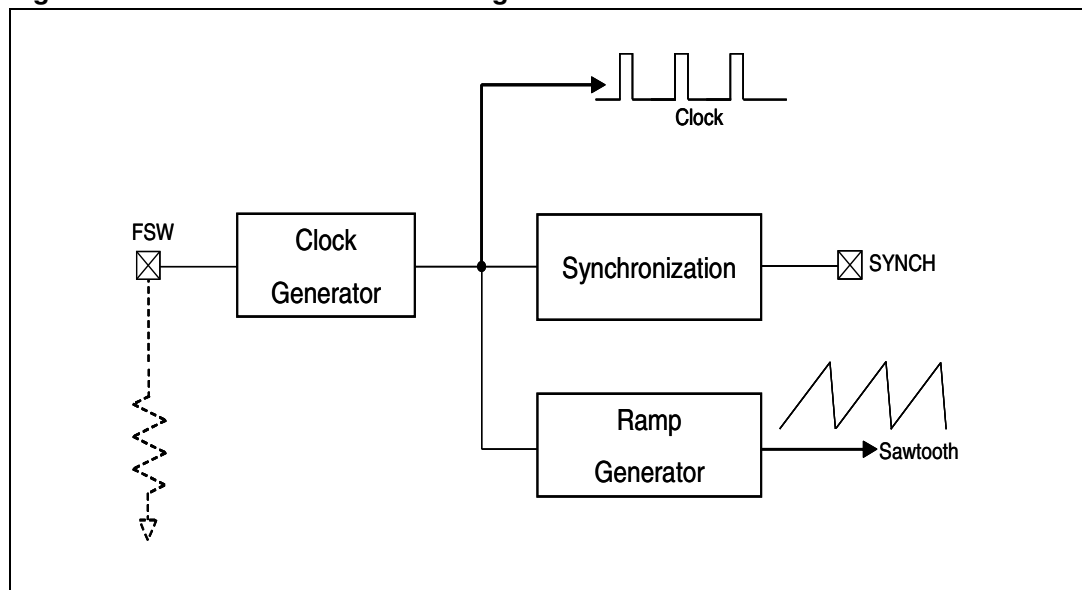 Clock
FSW
Clock
Generator
Synchronization
SYNCH
Ramp
Generator
Sawtooth